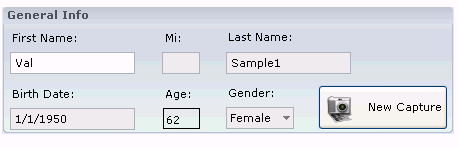 General Info
First Name: Mi: Last Name:
Val Sample1
Birth Date: Age: Gender:
1/1/1950 62 Female New Capture